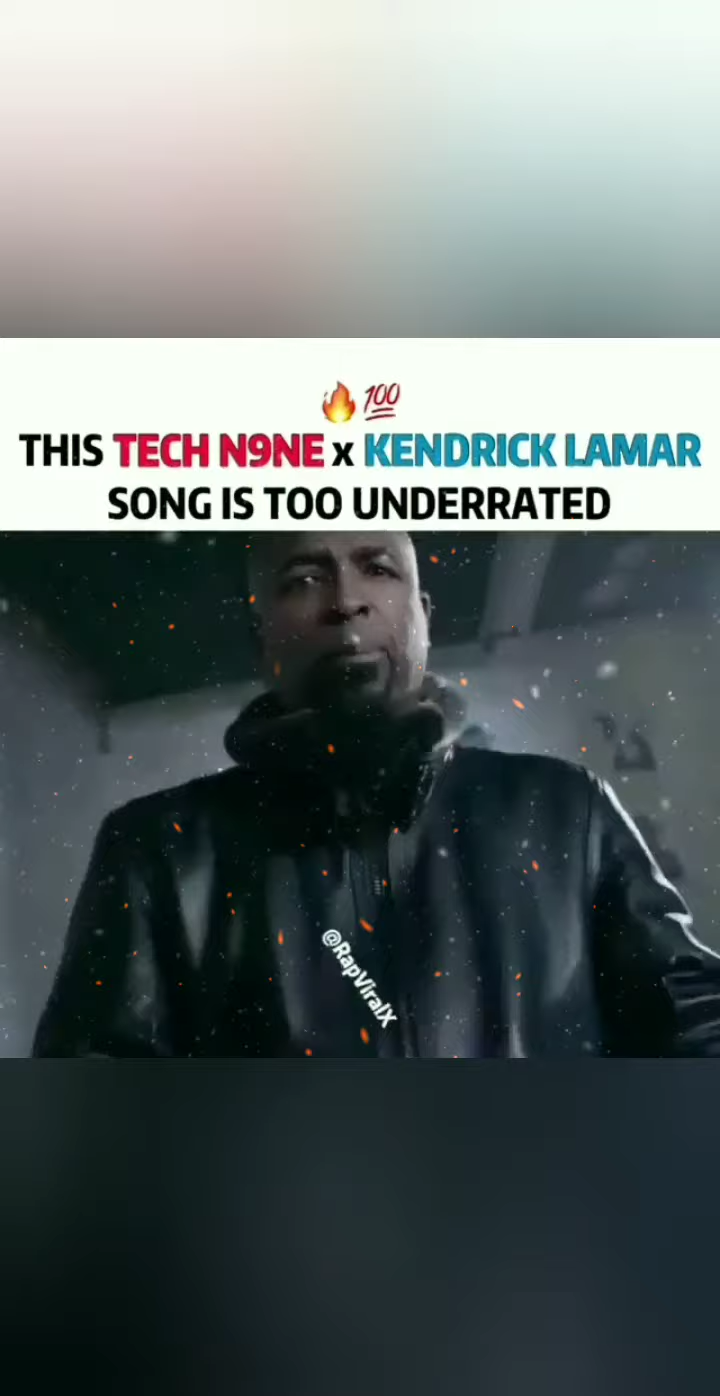 🔥💯
THIS TECH N9NE x KENDRICK LAMAR
SONG IS TOO UNDERRATED
@RapViralX